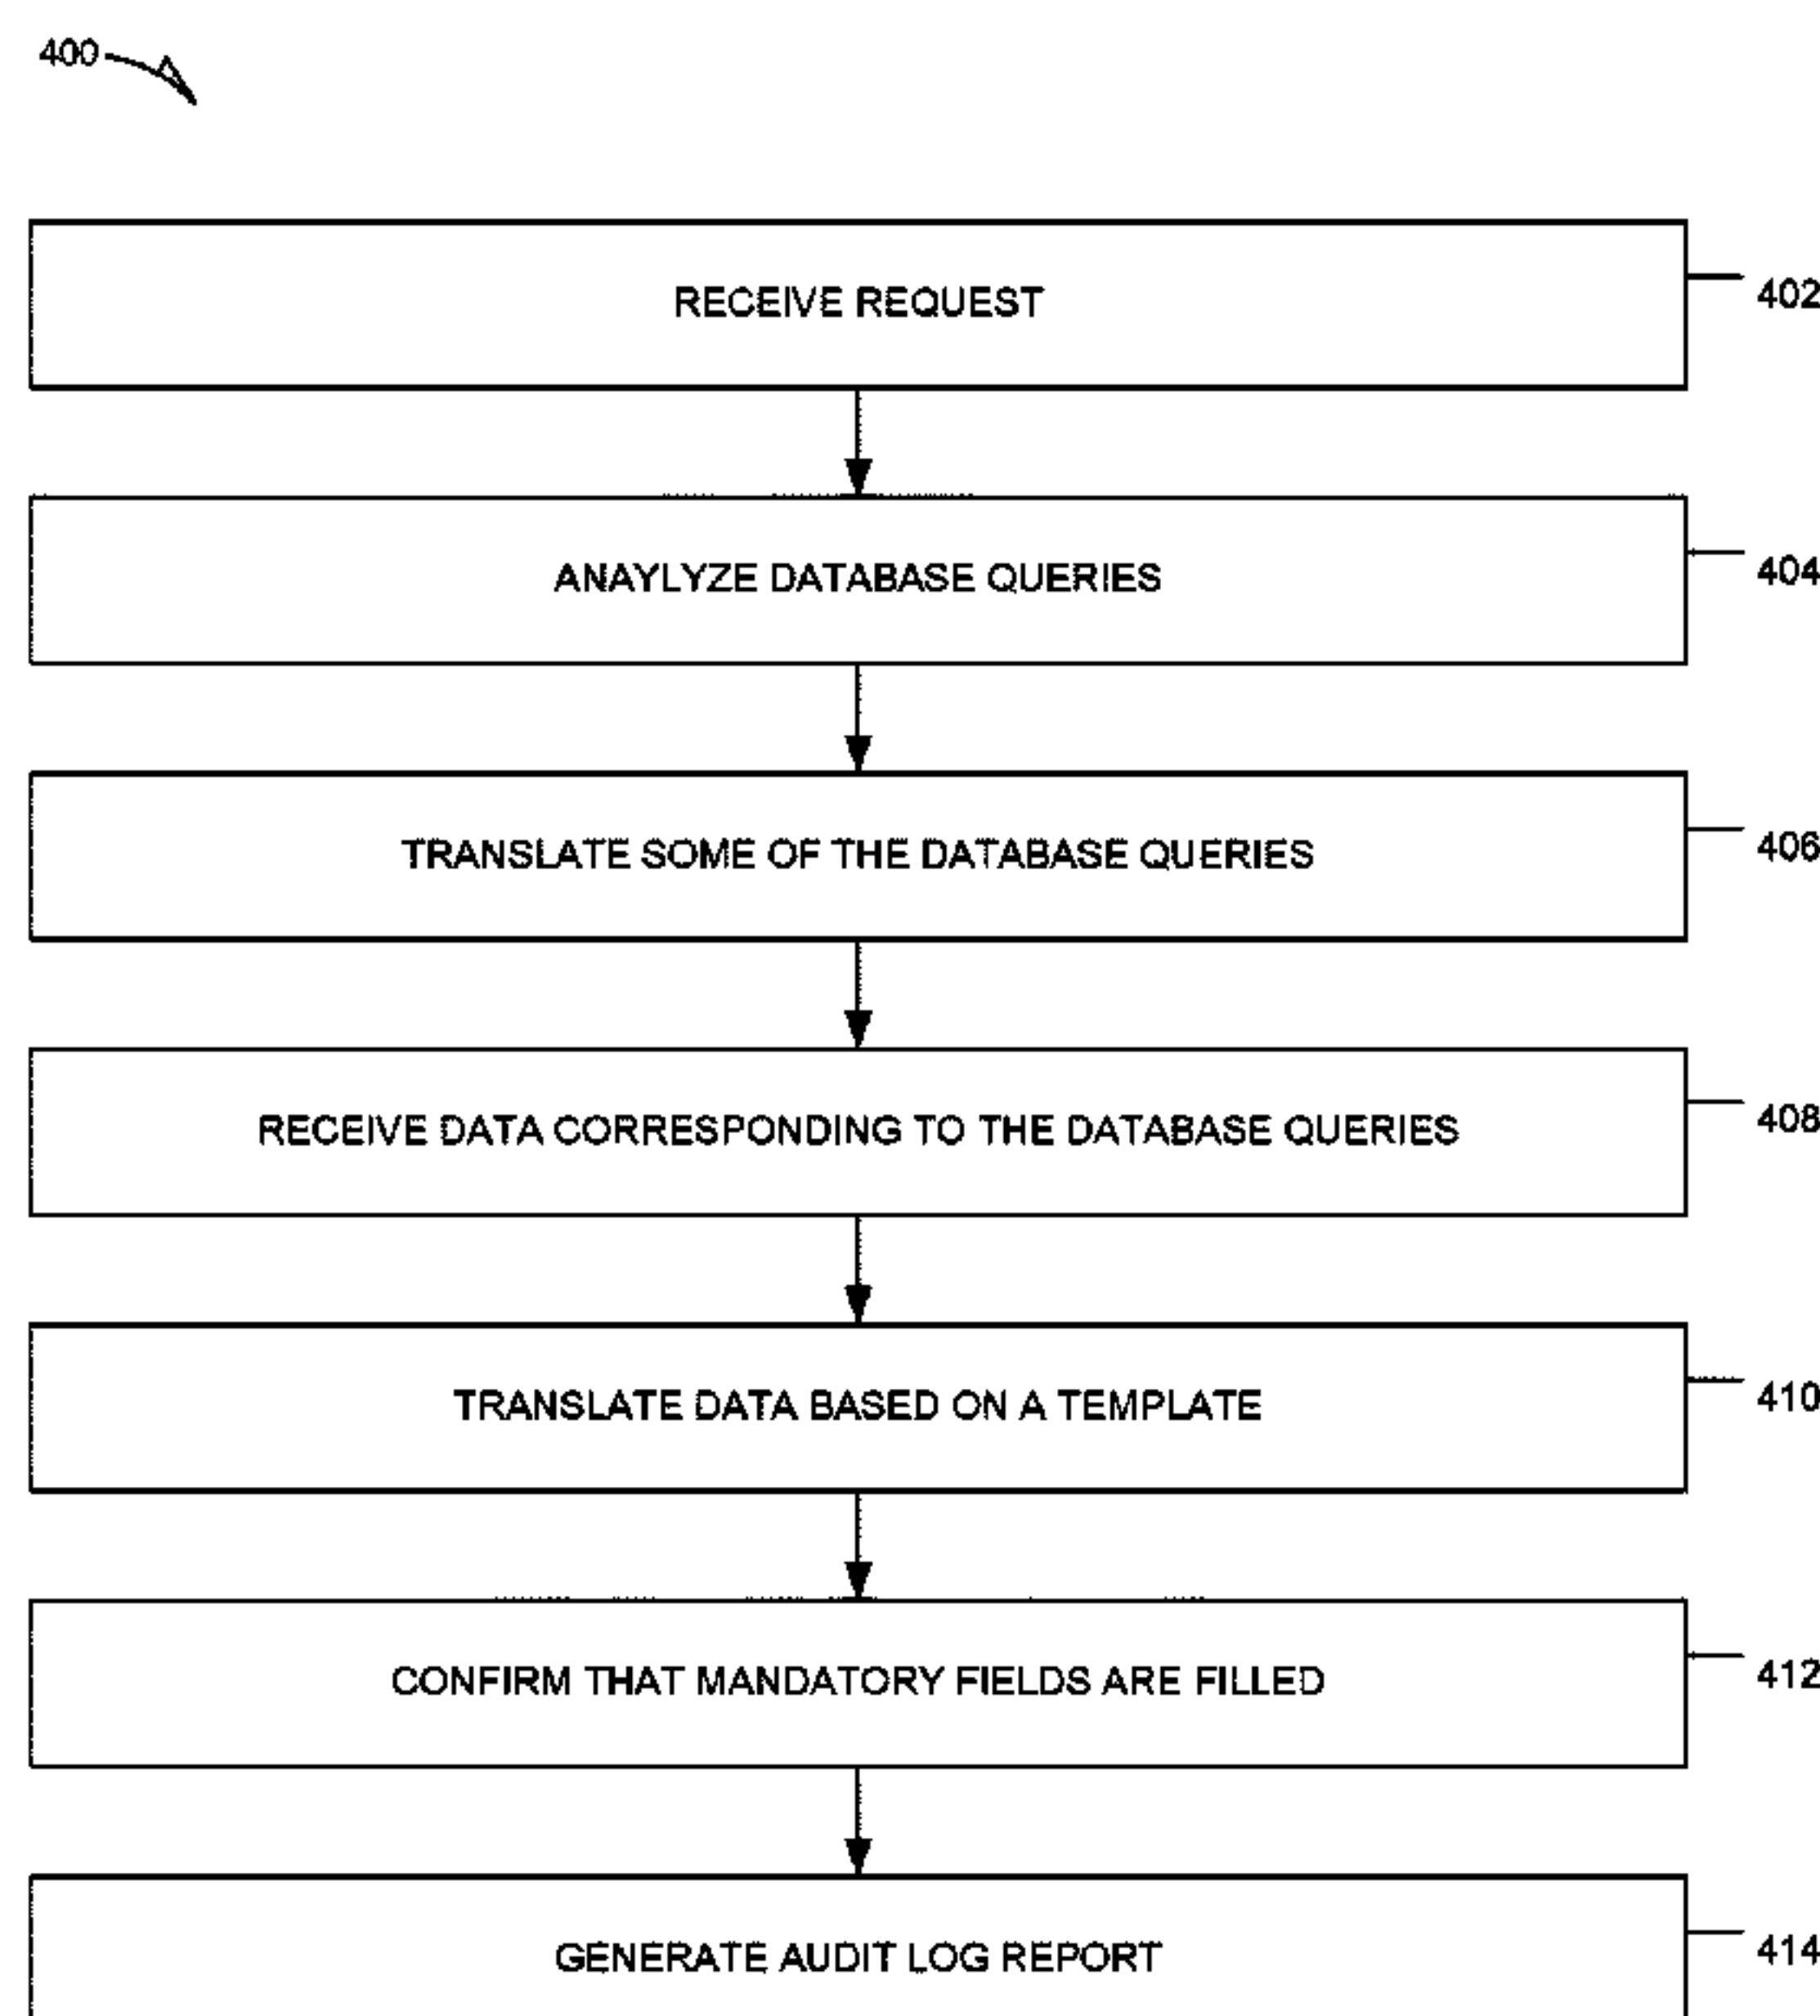 400
RECEIVE REQUEST
402
ANAYLYZE DATABASE QUERIES
404
TRANSLATE SOME OF THE DATABASE QUERIES
406
RECEIVE DATA CORRESPONDING TO THE DATABASE QUERIES
408
TRANSLATE DATA BASED ON A TEMPLATE
410
CONFIRM THAT MANDATORY FIELDS ARE FILLED
412
GENERATE AUDIT LOG REPORT
414